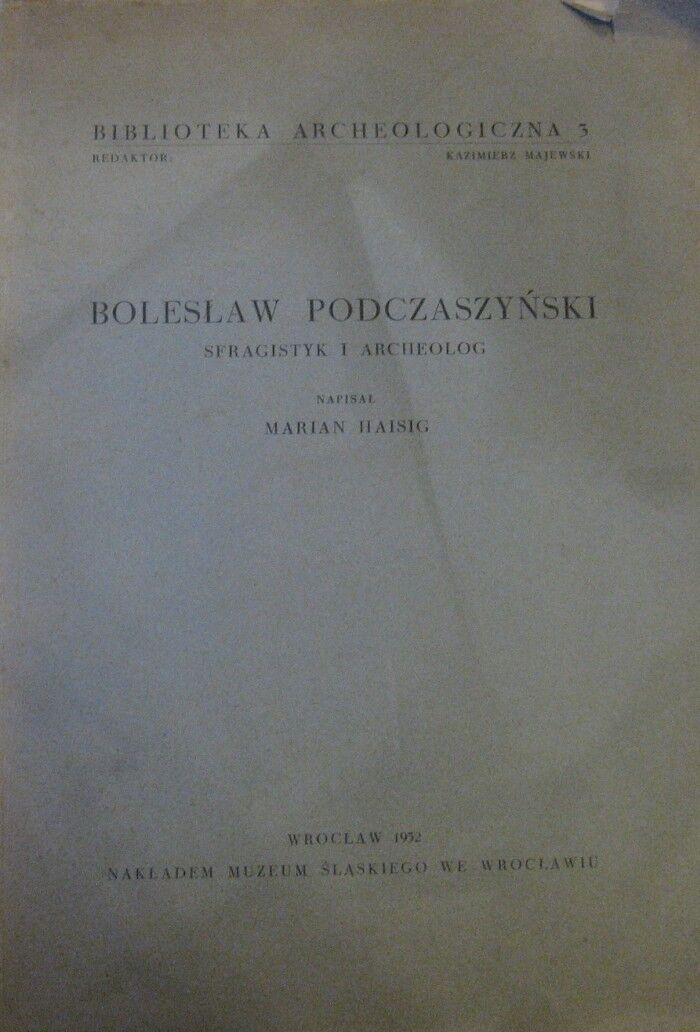 BIBLIOTEKA ARCHEOLOGICZNA 3
REDAKTOR: KAZIMIERZ MAJEWSKI
BOLESŁAW PODCZASZYŃSKI
SFRAGISTYK I ARCHEOLOG
NAPISAŁ
MARIAN HAISIG
WROCŁAW 1952
NAKŁADEM MUZEUM ŚLĄSKIEGO WE WROCŁAWIU